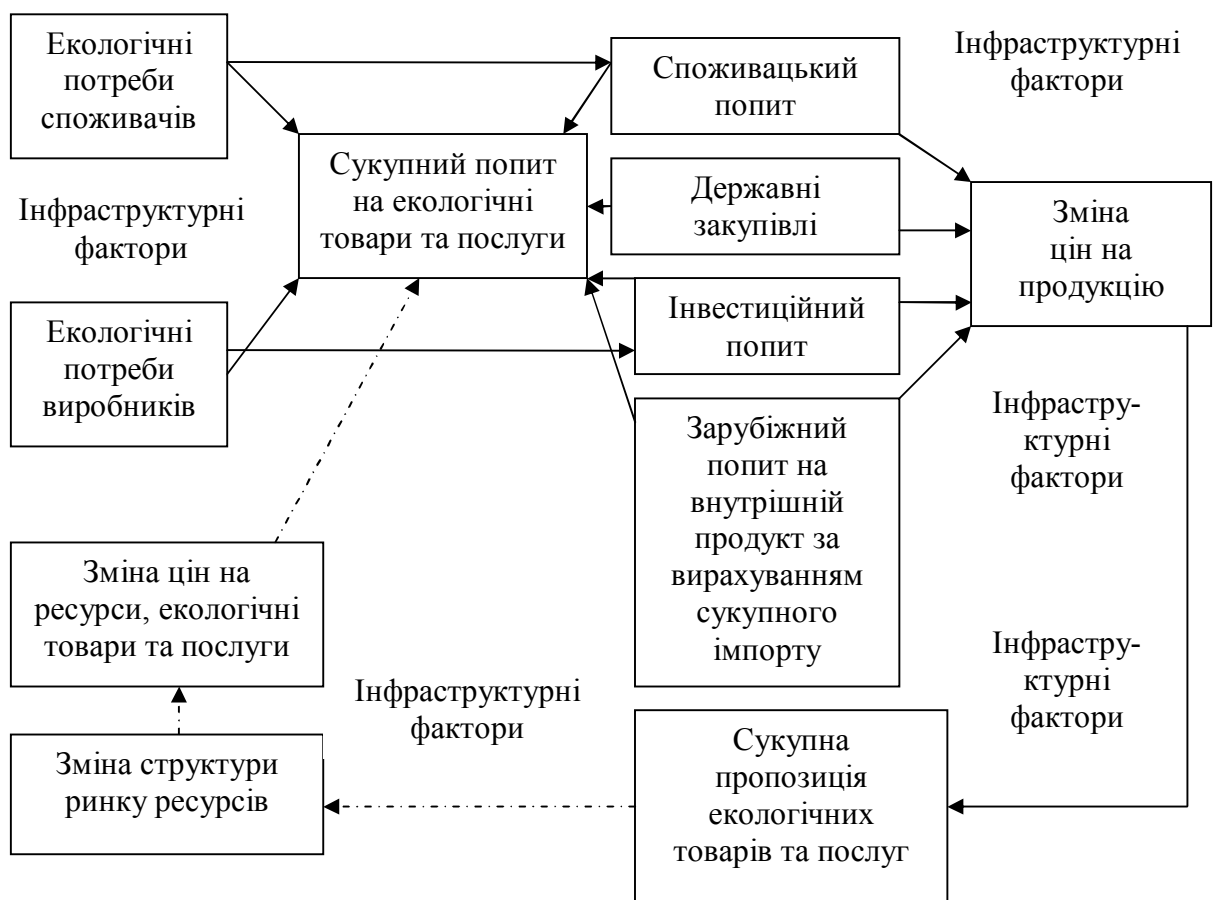 Екологічні
потреби
споживачів
Споживацький
попит
Інфраструктурні
фактори
Сукупний попит
на екологічні
товари та послуги
Державні
закупівлі
Зміна
цін на
продукцію
Інфраструктурні
фактори
Екологічні
потреби
виробників
Інвестиційний
попит
Зарубіжний
попит на
внутрішній
продукт за
вирахуванням
сукупного
імпорту
Інфрастру-
ктурні
фактори
Зміна цін на
ресурси, екологічні
товари та послуги
Інфрастру-
ктурні
фактори
Інфраструктурні
фактори
Зміна структури
ринку ресурсів
Сукупна
пропозиція
екологічних
товарів та послуг